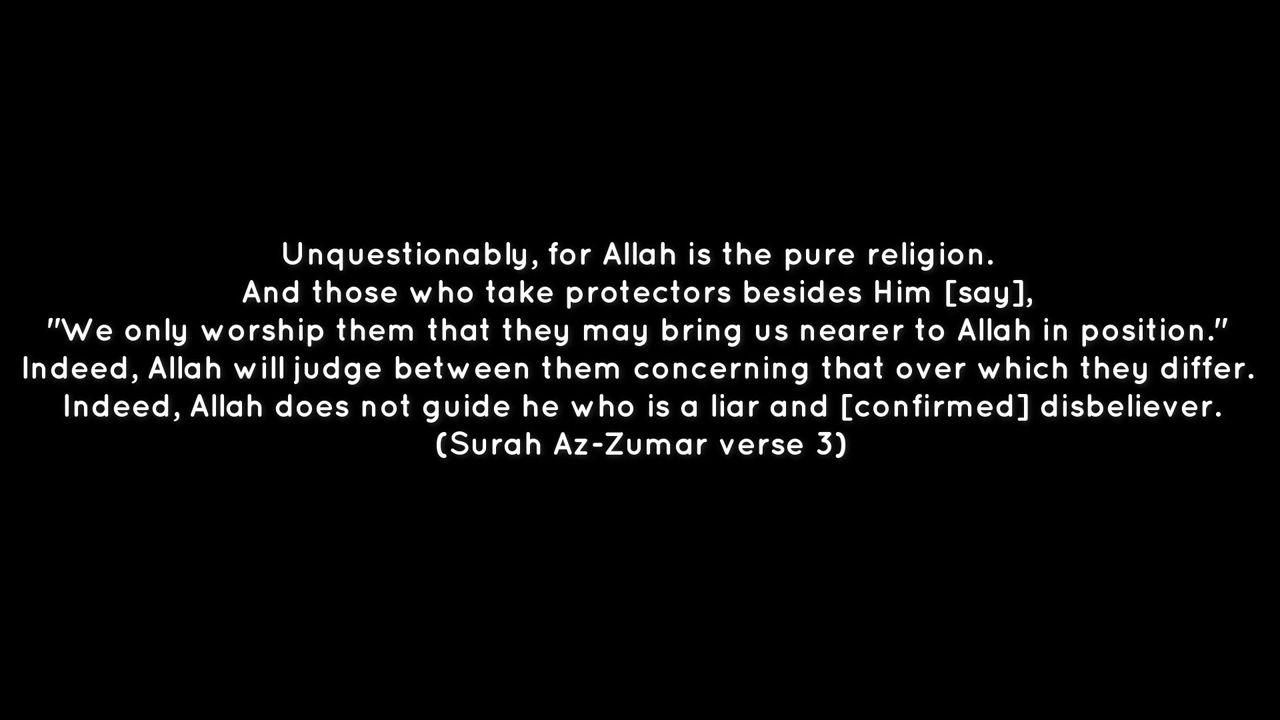 Unquestionably, for Allah is the pure religion.
And those who take protectors besides Him [say],
"We only worship them that they may bring us nearer to Allah in position."
Indeed, Allah will judge between them concerning that over which they differ.
Indeed, Allah does not guide he who is a liar and [confirmed] disbeliever.
(Surah Az-Zumar verse 3)